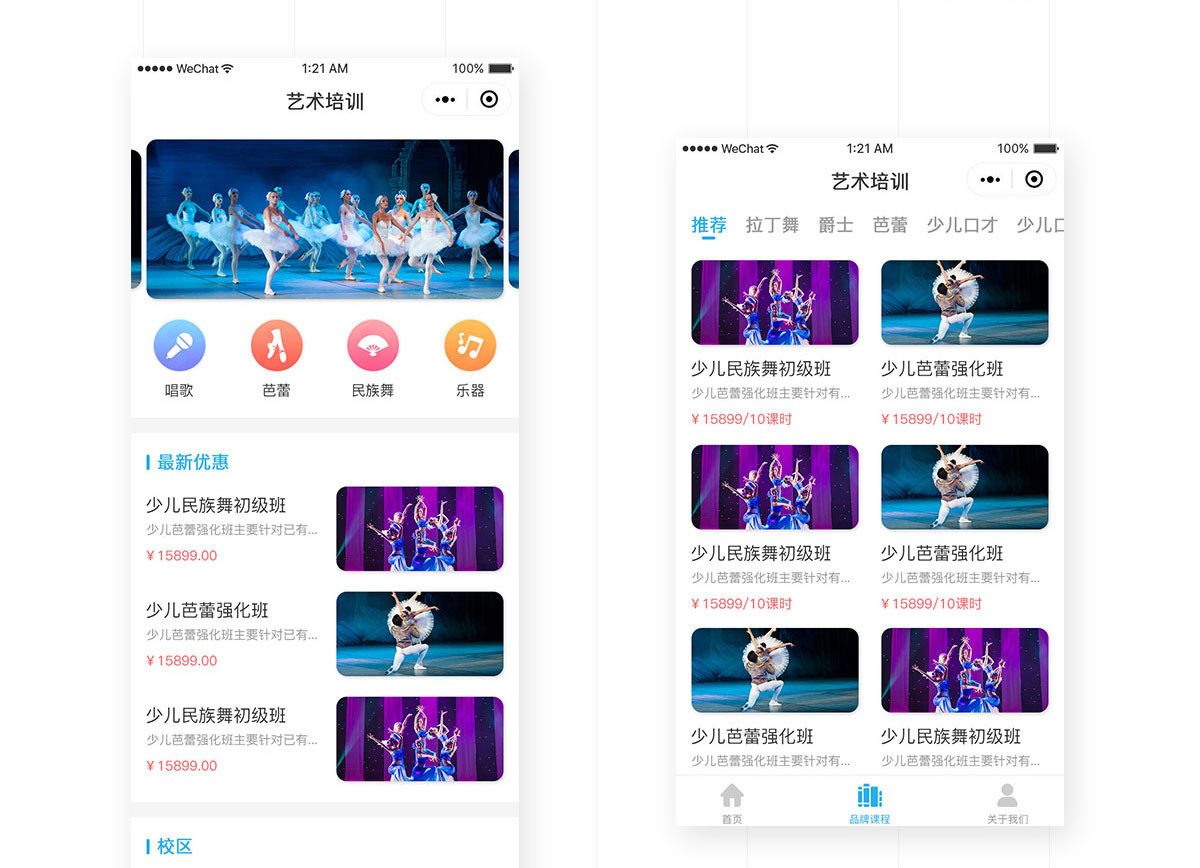 WeChat 1:21 AM 100%
艺术培训
唱歌 芭蕾 民族舞 乐器
最新优惠
少儿民族舞初级班
少儿芭蕾强化班主要针对已有...
¥15899.00
少儿芭蕾强化班
少儿芭蕾强化班主要针对已有...
¥15899.00
少儿民族舞初级班
少儿芭蕾强化班主要针对已有...
¥15899.00
校区
WeChat 1:21 AM 100%
艺术培训
推荐 拉丁舞 爵士 芭蕾 少儿口才 少儿口
少儿民族舞初级班 少儿芭蕾强化班
少儿芭蕾强化班主要针对有... 少儿芭蕾强化班主要针对有...
¥15899/10课时 ¥15899/10课时
少儿民族舞初级班 少儿芭蕾强化班
少儿芭蕾强化班主要针对有... 少儿芭蕾强化班主要针对有...
¥15899/10课时 ¥15899/10课时
少儿芭蕾强化班 少儿民族舞初级班
少儿芭蕾强化班主要针对有... 少儿芭蕾强化班主要针对有...
首页 品牌课程 关于我们